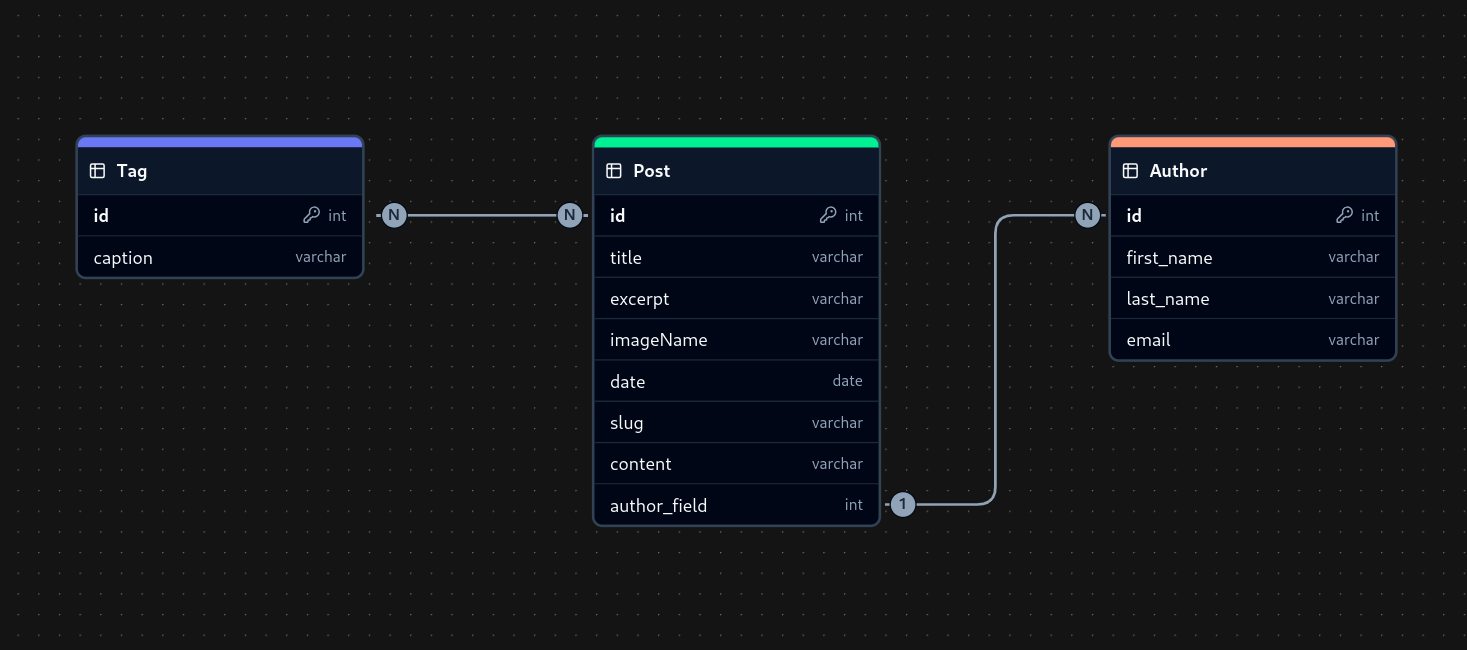 Tag
id int
caption varchar
N N
Post
id int
title varchar
excerpt varchar
imageName varchar
date date
slug varchar
content varchar
author_field int
1 N
Author
id int
first_name varchar
last_name varchar
email varchar